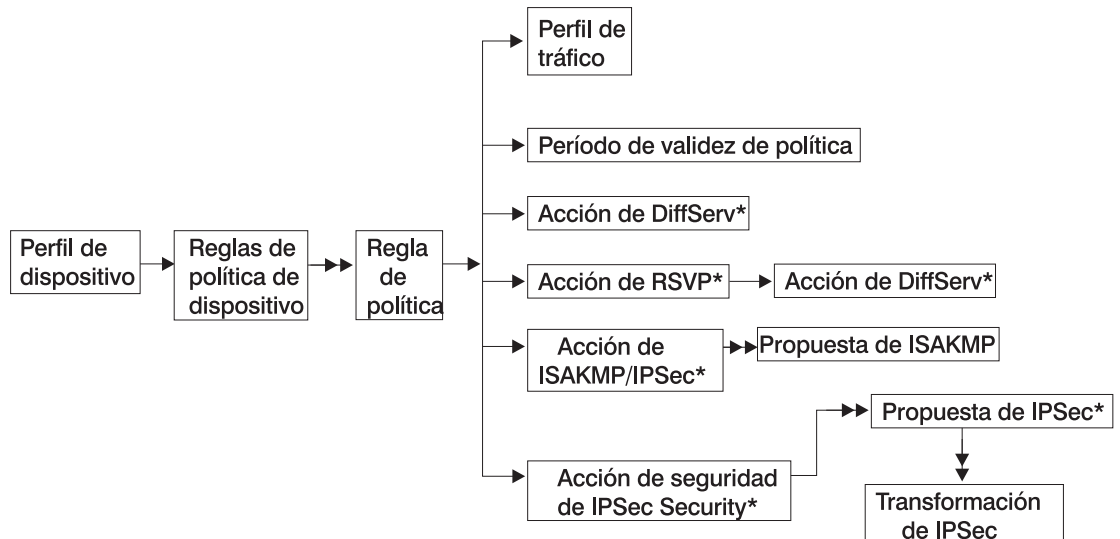 Perfil de
tráfico
Período de validez de política
Acción de DiffServ*
Perfil de
dispositivo
Reglas de
política de
dispositivo
Regla
de
política
Acción de RSVP*
Acción de DiffServ*
Acción de
ISAKMP/IPSec*
Propuesta de ISAKMP
Propuesta de IPSec*
Acción de seguridad
de IPSec Security*
Transformación
de IPSec